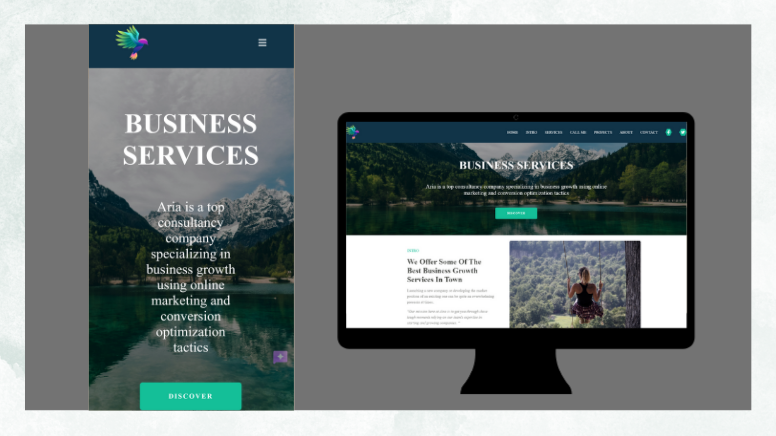 BUSINESS
SERVICES
Aria is a top
consultancy
company
specializing in
business growth
using online
marketing and
conversion
optimization
tactics
DISCOVER
HOME INTRO SERVICES CALL ME PROJECTS ABOUT CONTACT
BUSINESS SERVICES
Aria is a top consultancy company specializing in business growth using online
marketing and conversion optimization tactics
DISCOVER
INTRO
We Offer Some Of The
Best Business Growth
Services In Town